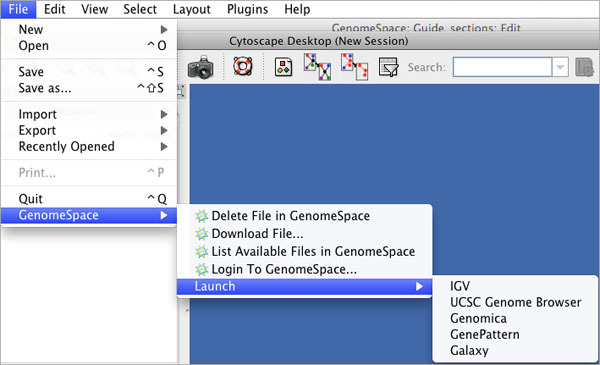 File Edit View Select Layout Plugins Help
GenomeSpace: Guide sections: Edit
Cytoscape Desktop (New Session)
Search:
New
Open ^O
Save ^S
Save as... ^⇧S
Import
Export
Recently Opened
Print... ^P
Quit ^Q
GenomeSpace
Delete File in GenomeSpace
Download File...
List Available Files in GenomeSpace
Login To GenomeSpace...
Launch
IGV
UCSC Genome Browser
Genomica
GenePattern
Galaxy